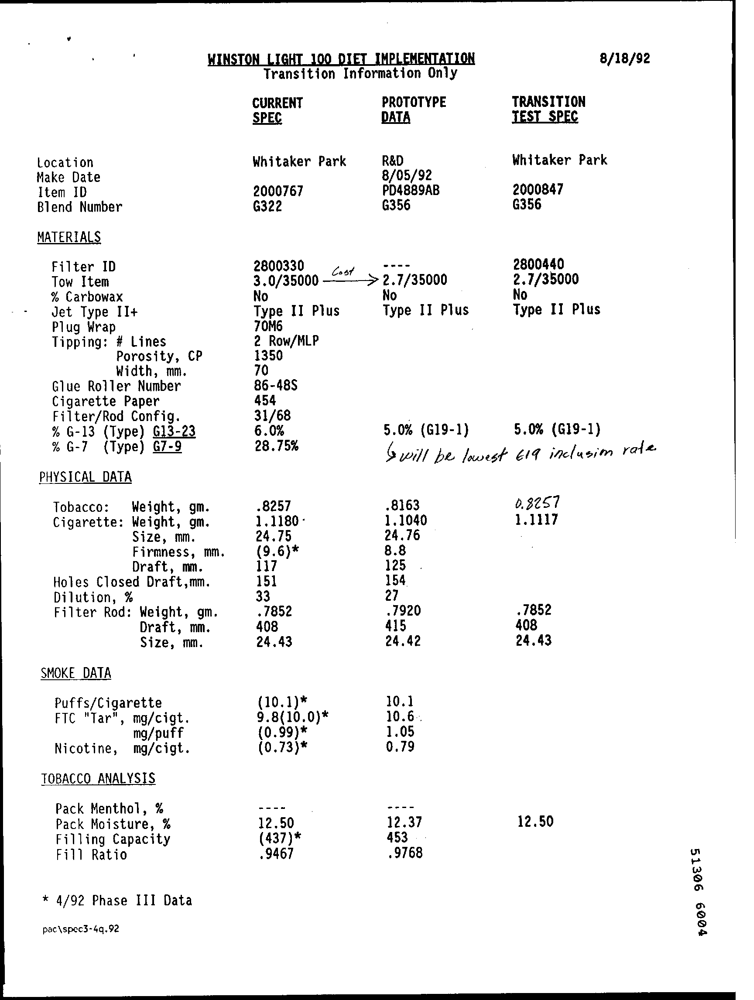 WINSTON LIGHT 100 DIET IMPLEMENTATION 8/18/92
Transition Information Only
CURRENT PROTOTYPE TRANSITION
SPEC DATA TEST SPEC
Location Whitaker Park R&D Whitaker Park
Make Date 8/05/92
Item ID 2000767 PD4889AB 2000847
Blend Number G322 G356 G356
MATERIALS
Filter ID 2800330 ---- 2800440
Tow Item 3.0/35000 Cost → 2.7/35000 2.7/35000
% Carbowax No No No
Jet Type II+ Type II Plus Type II Plus Type II Plus
Plug Wrap 70M6
Tipping: # Lines 2 Row/MLP
Porosity, CP 1350
Width, mm. 70
Glue Roller Number 86-48S
Cigarette Paper 454
Filter/Rod Config. 31/68
% G-13 (Type) G13-23 6.0% 5.0% (G19-1) 5.0% (G19-1)
% G-7 (Type) G7-9 28.75% ↳ will be lowest G19 inclusion rate
PHYSICAL DATA
Tobacco: Weight, gm. .8257 .8163 0.8257
Cigarette: Weight, gm. 1.1180 1.1040 1.1117
Size, mm. 24.75 24.76
Firmness, mm. (9.6)* 8.8
Draft, mm. 117 125
Holes Closed Draft,mm. 151 154
Dilution, % 33 27
Filter Rod: Weight, gm. .7852 .7920 .7852
Draft, mm. 408 415 408
Size, mm. 24.43 24.42 24.43
SMOKE DATA
Puffs/Cigarette (10.1)* 10.1
FTC "Tar", mg/cigt. 9.8(10.0)* 10.6
mg/puff (0.99)* 1.05
Nicotine, mg/cigt. (0.73)* 0.79
TOBACCO ANALYSIS
Pack Menthol, % ---- ----
Pack Moisture, % 12.50 12.37 12.50
Filling Capacity (437)* 453
Fill Ratio .9467 .9768
* 4/92 Phase III Data
pac\spec3-4q.92
51306 6004